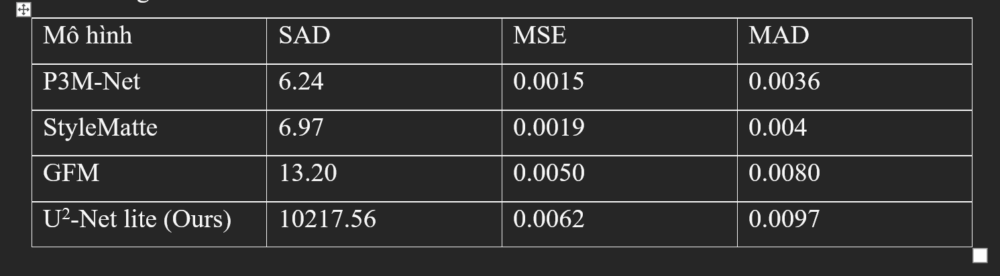 Mô hình SAD MSE MAD
P3M-Net 6.24 0.0015 0.0036
StyleMatte 6.97 0.0019 0.004
GFM 13.20 0.0050 0.0080
U²-Net lite (Ours) 10217.56 0.0062 0.0097